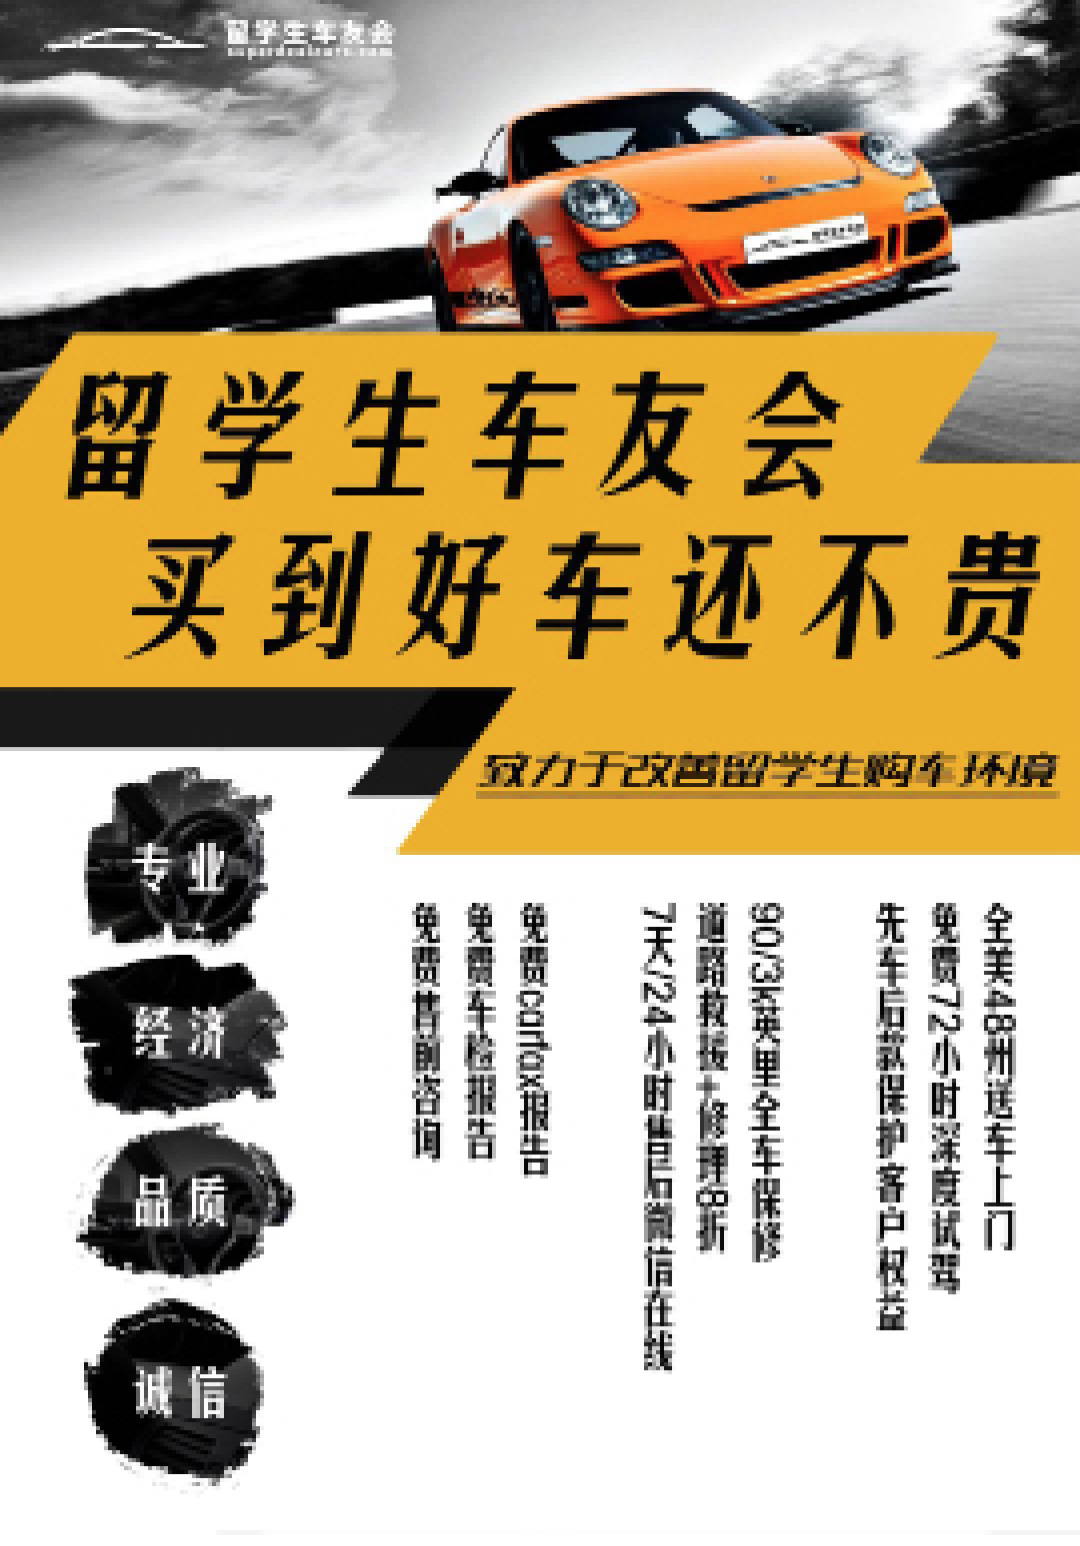 留学生车友会
留学生车友会
买到好车还不贵
致力于改善留学生购车环境
专业
经济
品质
诚信
全美48州送车上门
免费72小时深度试驾
先车后款保护客户权益
90/3k英里全车保修
道路救援+修理8折
7天/24小时售后微信在线
免费carfox报告
免费车检报告
免费售前咨询